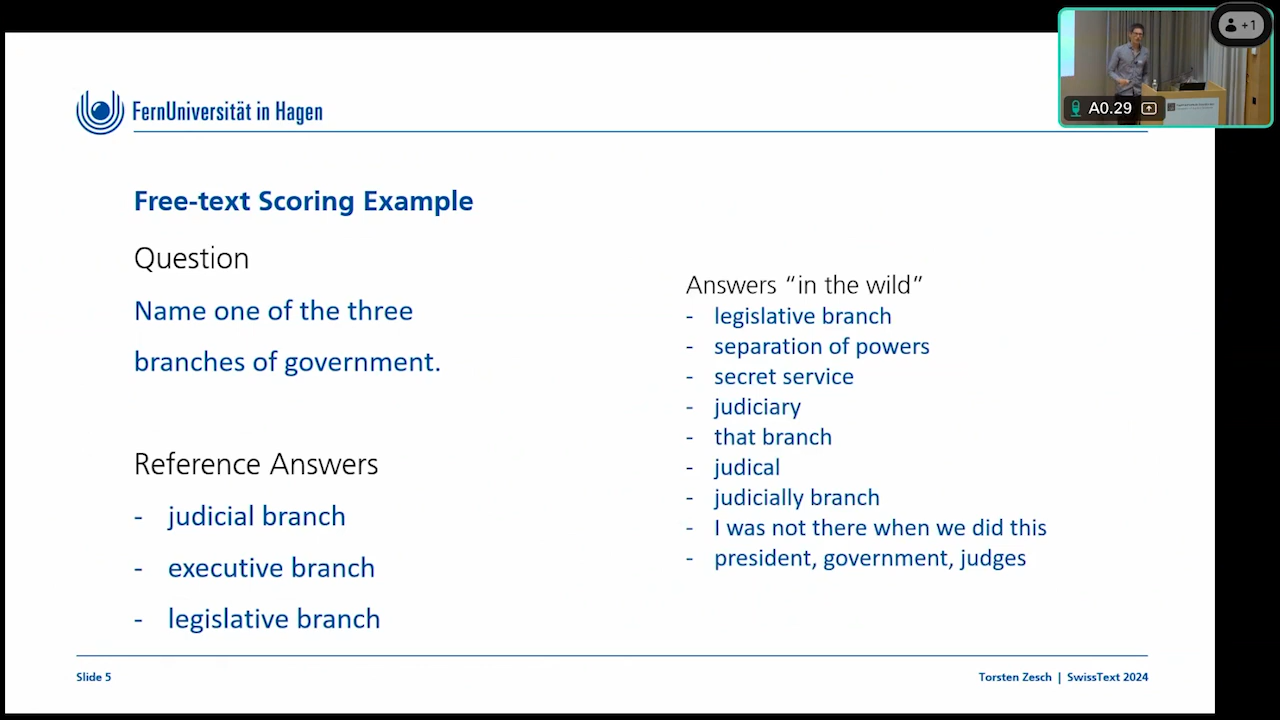 FernUniversität in Hagen
+1
A0.29
Free-text Scoring Example
Question
Name one of the three
branches of government.
Reference Answers
- judicial branch
- executive branch
- legislative branch
Answers “in the wild”
- legislative branch
- separation of powers
- secret service
- judiciary
- that branch
- judical
- judicially branch
- I was not there when we did this
- president, government, judges
Slide 5
Torsten Zesch | SwissText 2024